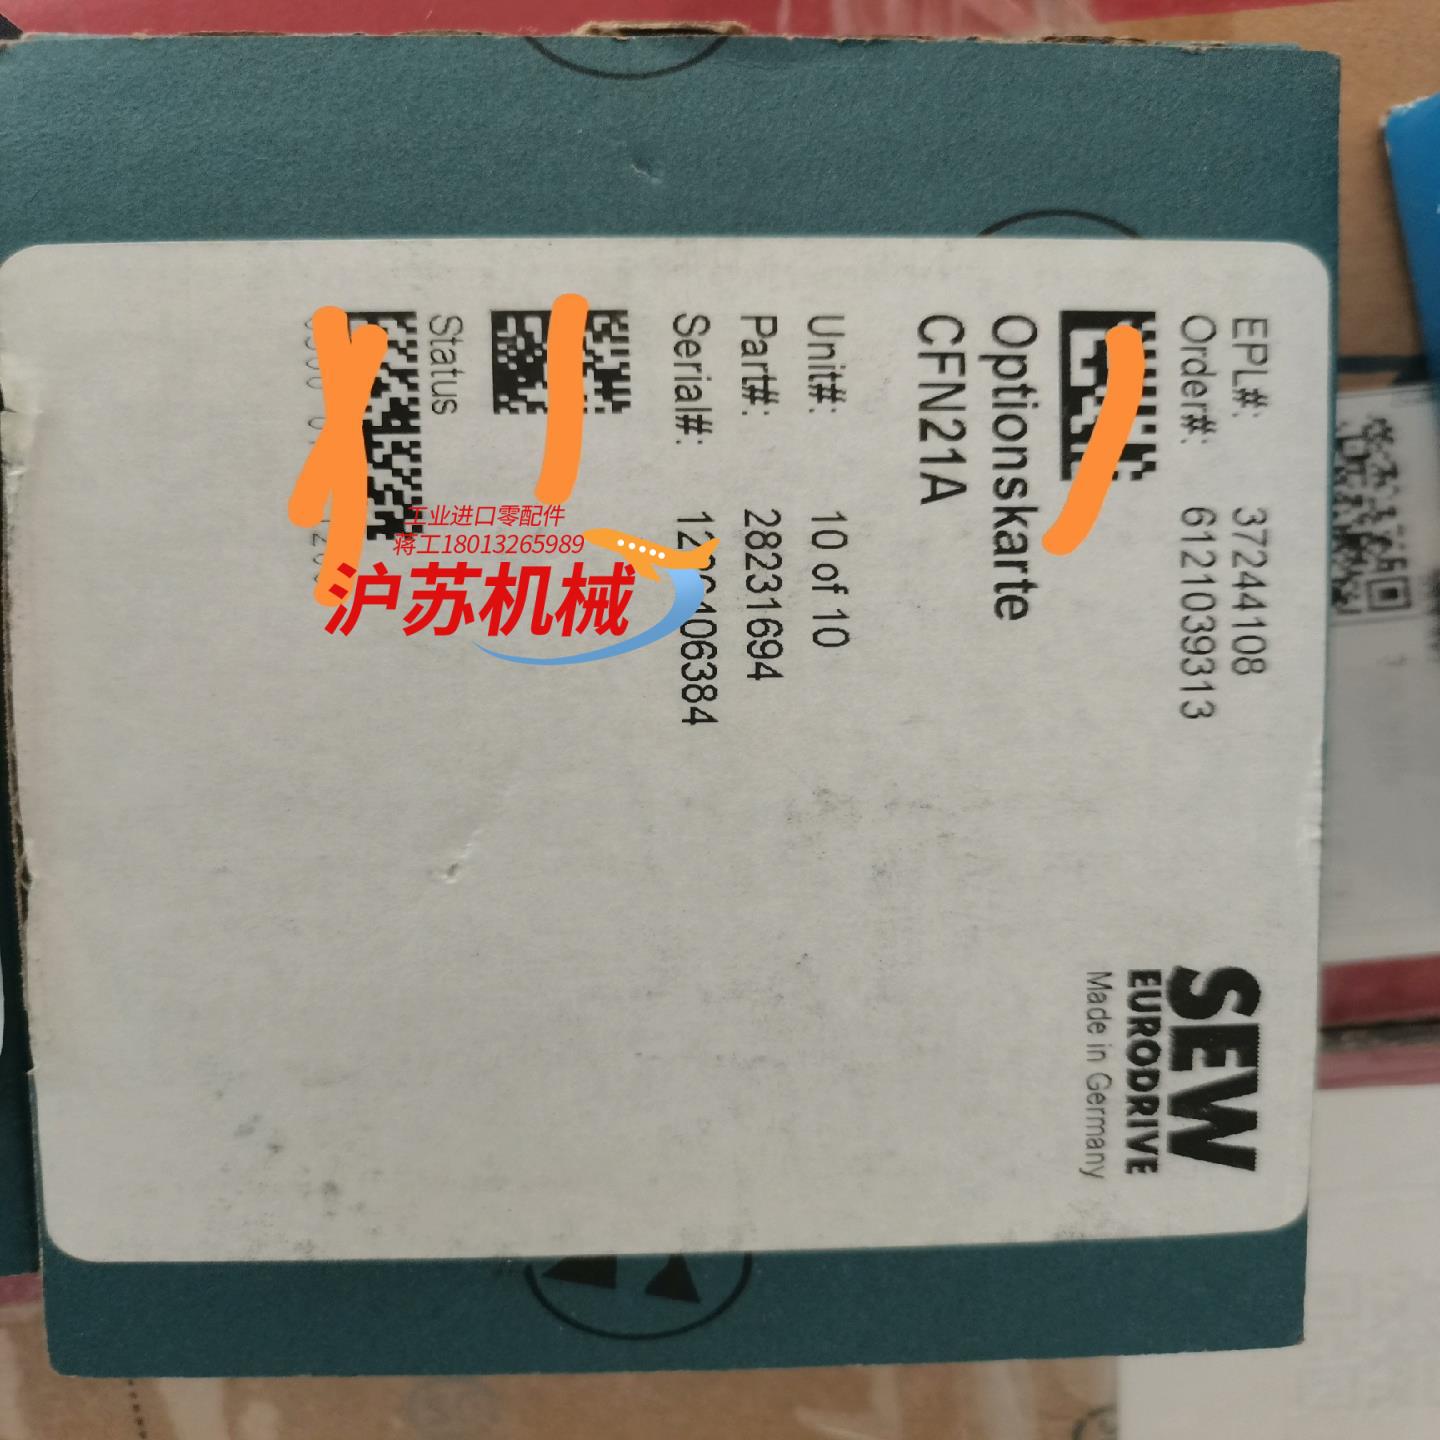 EPL#: 37244108
Order#: 6121039313
SEW
EURODRIVE
Made in Germany
Optionskarte
CFN21A
Unit#: 10 of 10
Part#: 28231694
Serial#:
Status
工业进口零配件
蒋工18013265989
沪苏机械